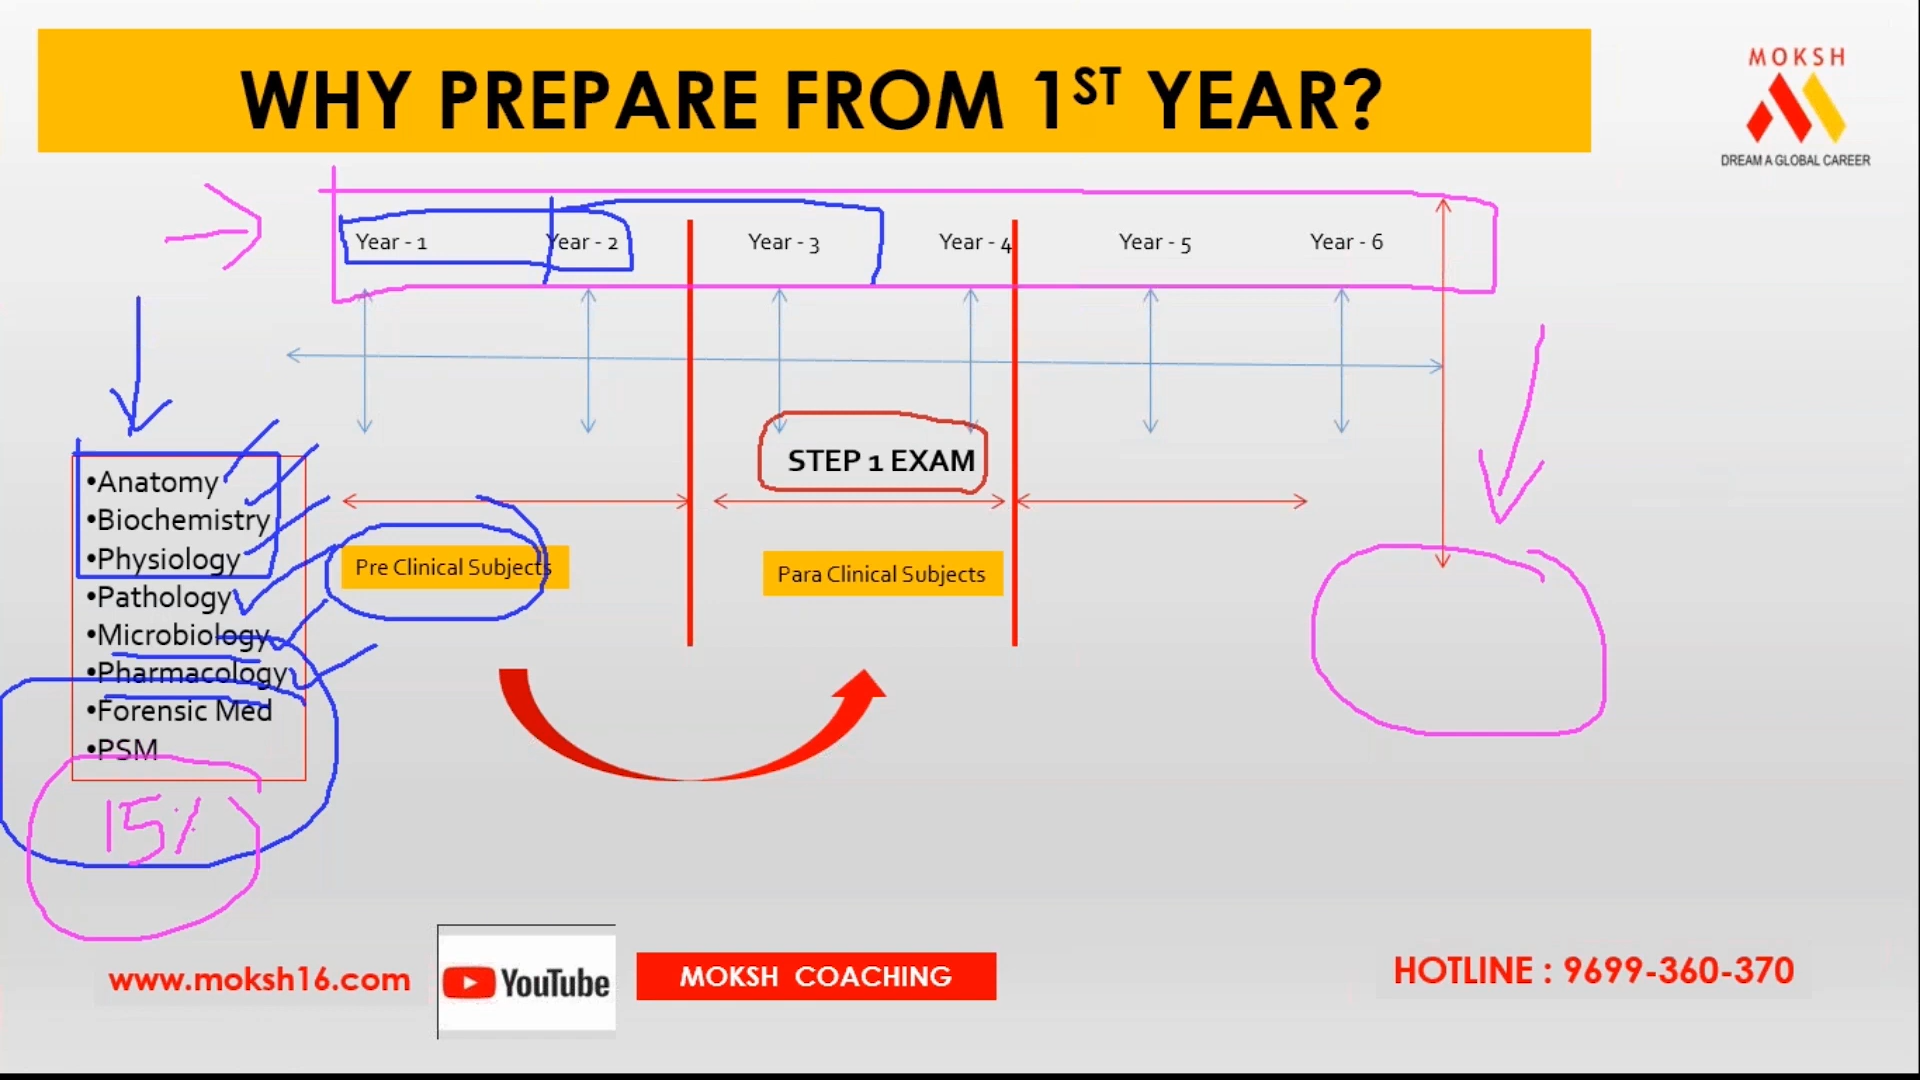 WHY PREPARE FROM 1ST YEAR?
MOKSH
DREAM A GLOBAL CAREER
Year - 1
Year - 2
Year - 3
Year - 4
Year - 5
Year - 6
STEP 1 EXAM
•Anatomy
•Biochemistry
•Physiology
•Pathology
•Microbiology
•Pharmacology
•Forensic Med
•PSM
Pre Clinical Subjects
Para Clinical Subjects
15%
www.moksh16.com
YouTube
MOKSH COACHING
HOTLINE : 9699-360-370